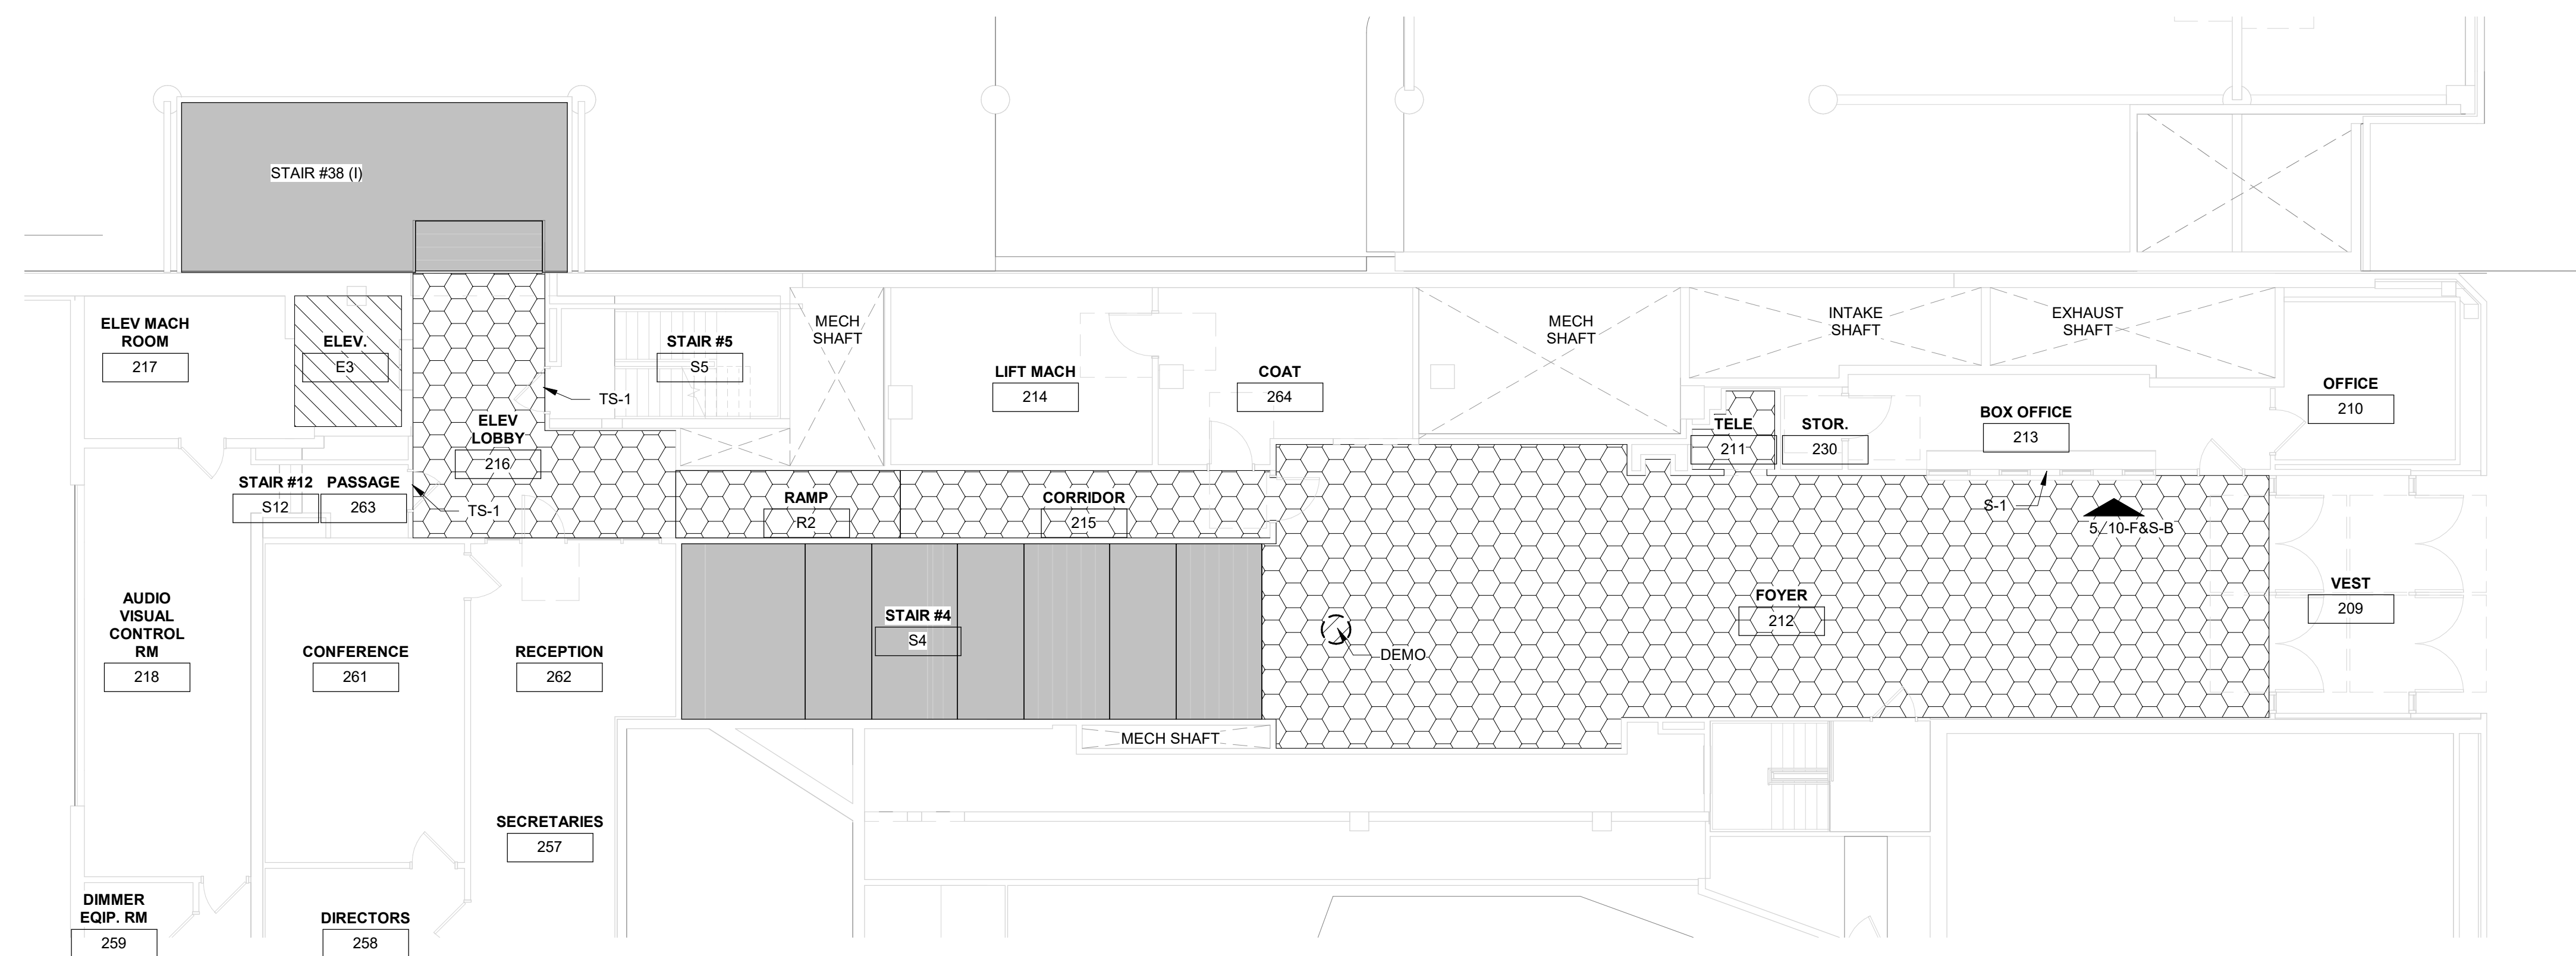 STAIR #38 (I)
ELEV MACH
ROOM
217
ELEV.
E3
MECH
SHAFT
STAIR #5
S5
TS-1
ELEV
LOBBY
216
LIFT MACH
214
COAT
264
MECH
SHAFT
INTAKE
SHAFT
EXHAUST
SHAFT
OFFICE
210
TELE
211
STOR.
230
BOX OFFICE
213
STAIR #12
S12
PASSAGE
263
TS-1
RAMP
R2
CORRIDOR
215
S-1
5/10-F&S-B
AUDIO
VISUAL
CONTROL
RM
218
CONFERENCE
261
RECEPTION
262
STAIR #4
S4
DEMO
FOYER
212
VEST
209
MECH SHAFT
SECRETARIES
257
DIMMER
EQIP. RM
259
DIRECTORS
258